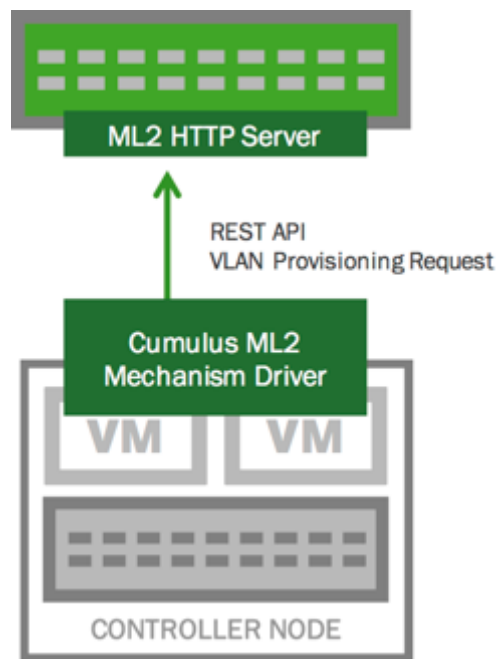 ML2 HTTP Server
REST API
VLAN Provisioning Request
Cumulus ML2
Mechanism Driver
VM VM
CONTROLLER NODE